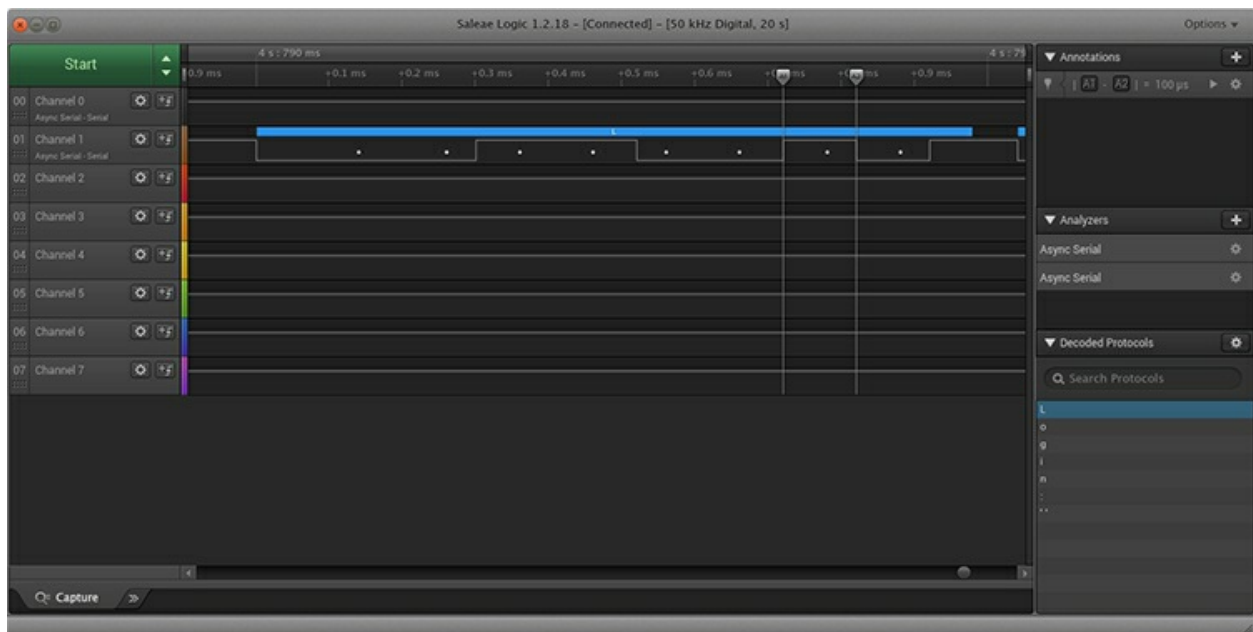 Saleae Logic 1.2.18 – [Connected] – [50 kHz Digital, 20 s]
Options
Start
4 s : 790 ms
4 s : 79
0.9 ms
+0.1 ms
+0.2 ms
+0.3 ms
+0.4 ms
+0.5 ms
+0.6 ms
ms
ms
+0.9 ms
00 Channel 0
Async Serial - Serial
01 Channel 1
Async Serial - Serial
L
02 Channel 2
03 Channel 3
04 Channel 4
05 Channel 5
06 Channel 6
07 Channel 7
Annotations
| A1 - A2 | = 100 µs
Analyzers
Async Serial
Async Serial
Decoded Protocols
Search Protocols
L
o
g
i
n
:
' '
Capture